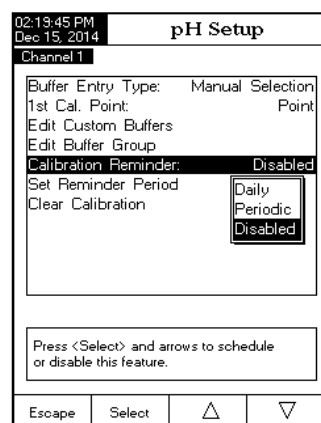 02:19:45 PM
Dec 15, 2014
pH Setup
Channel 1
Buffer Entry Type: Manual Selection
1st Cal. Point: Point
Edit Custom Buffers
Edit Buffer Group
Calibration Reminder: Disabled
Set Reminder Period
Clear Calibration
Daily
Periodic
Disabled
Press <Select> and arrows to schedule
or disable this feature.
Escape Select △ ▽